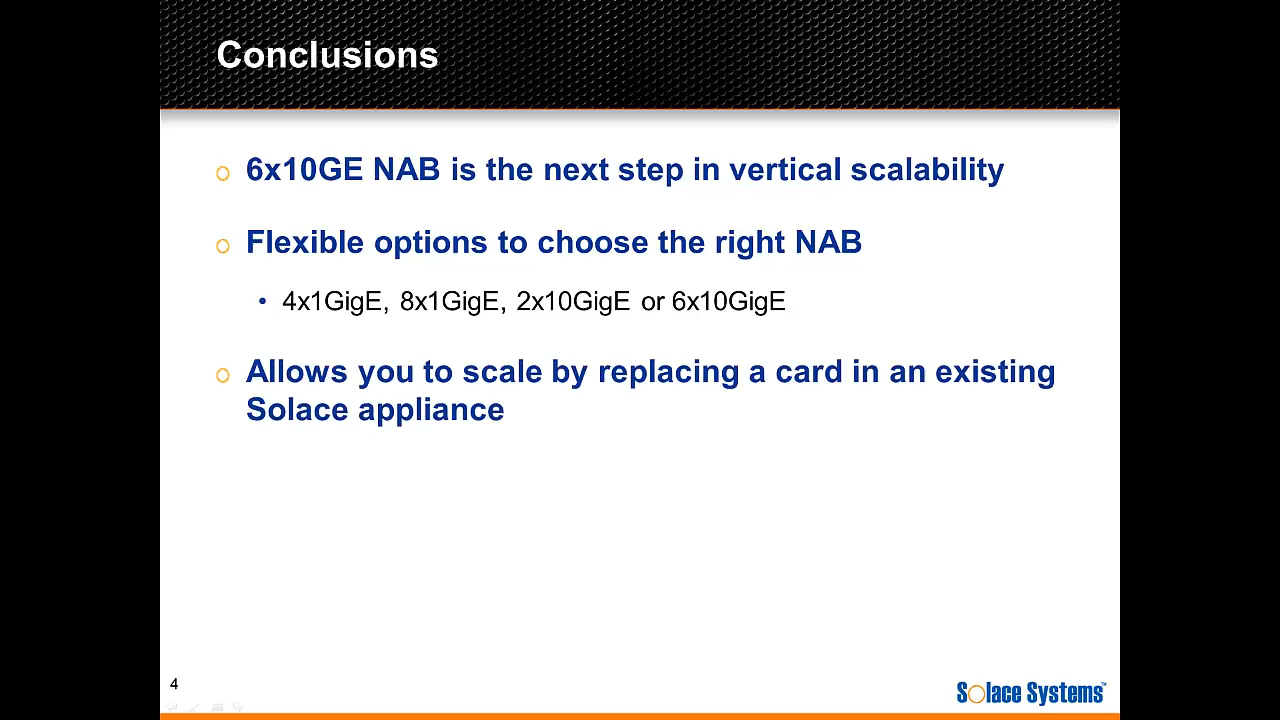 Conclusions
6x10GE NAB is the next step in vertical scalability
Flexible options to choose the right NAB
4x1GigE, 8x1GigE, 2x10GigE or 6x10GigE
Allows you to scale by replacing a card in an existing
Solace appliance
4
Solace Systems™